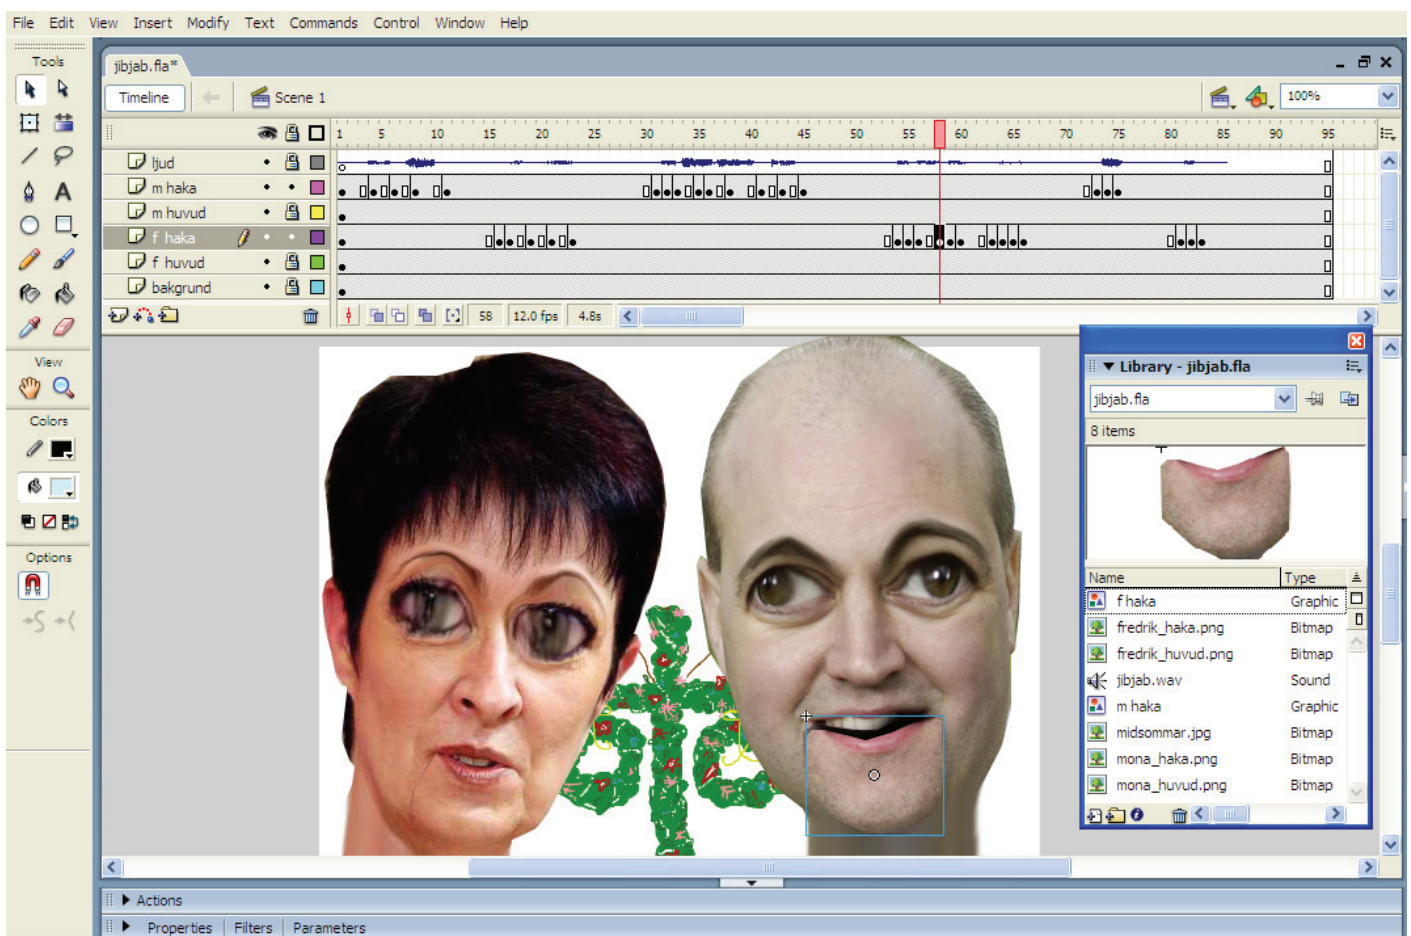 File Edit View Insert Modify Text Commands Control Window Help
Tools
jibjab.fla*
Timeline Scene 1 100%
1 5 10 15 20 25 30 35 40 45 50 55 60 65 70 75 80 85 90 95
ljud
m haka
m huvud
f haka
f huvud
bakgrund
58 12.0 fps 4.8s
View
Colors
Options
Library - jibjab.fla
jibjab.fla
8 items
Name Type
f haka Graphic
fredrik_haka.png Bitmap
fredrik_huvud.png Bitmap
jibjab.wav Sound
m haka Graphic
midsommar.jpg Bitmap
mona_haka.png Bitmap
mona_huvud.png Bitmap
Actions
Properties Filters Parameters